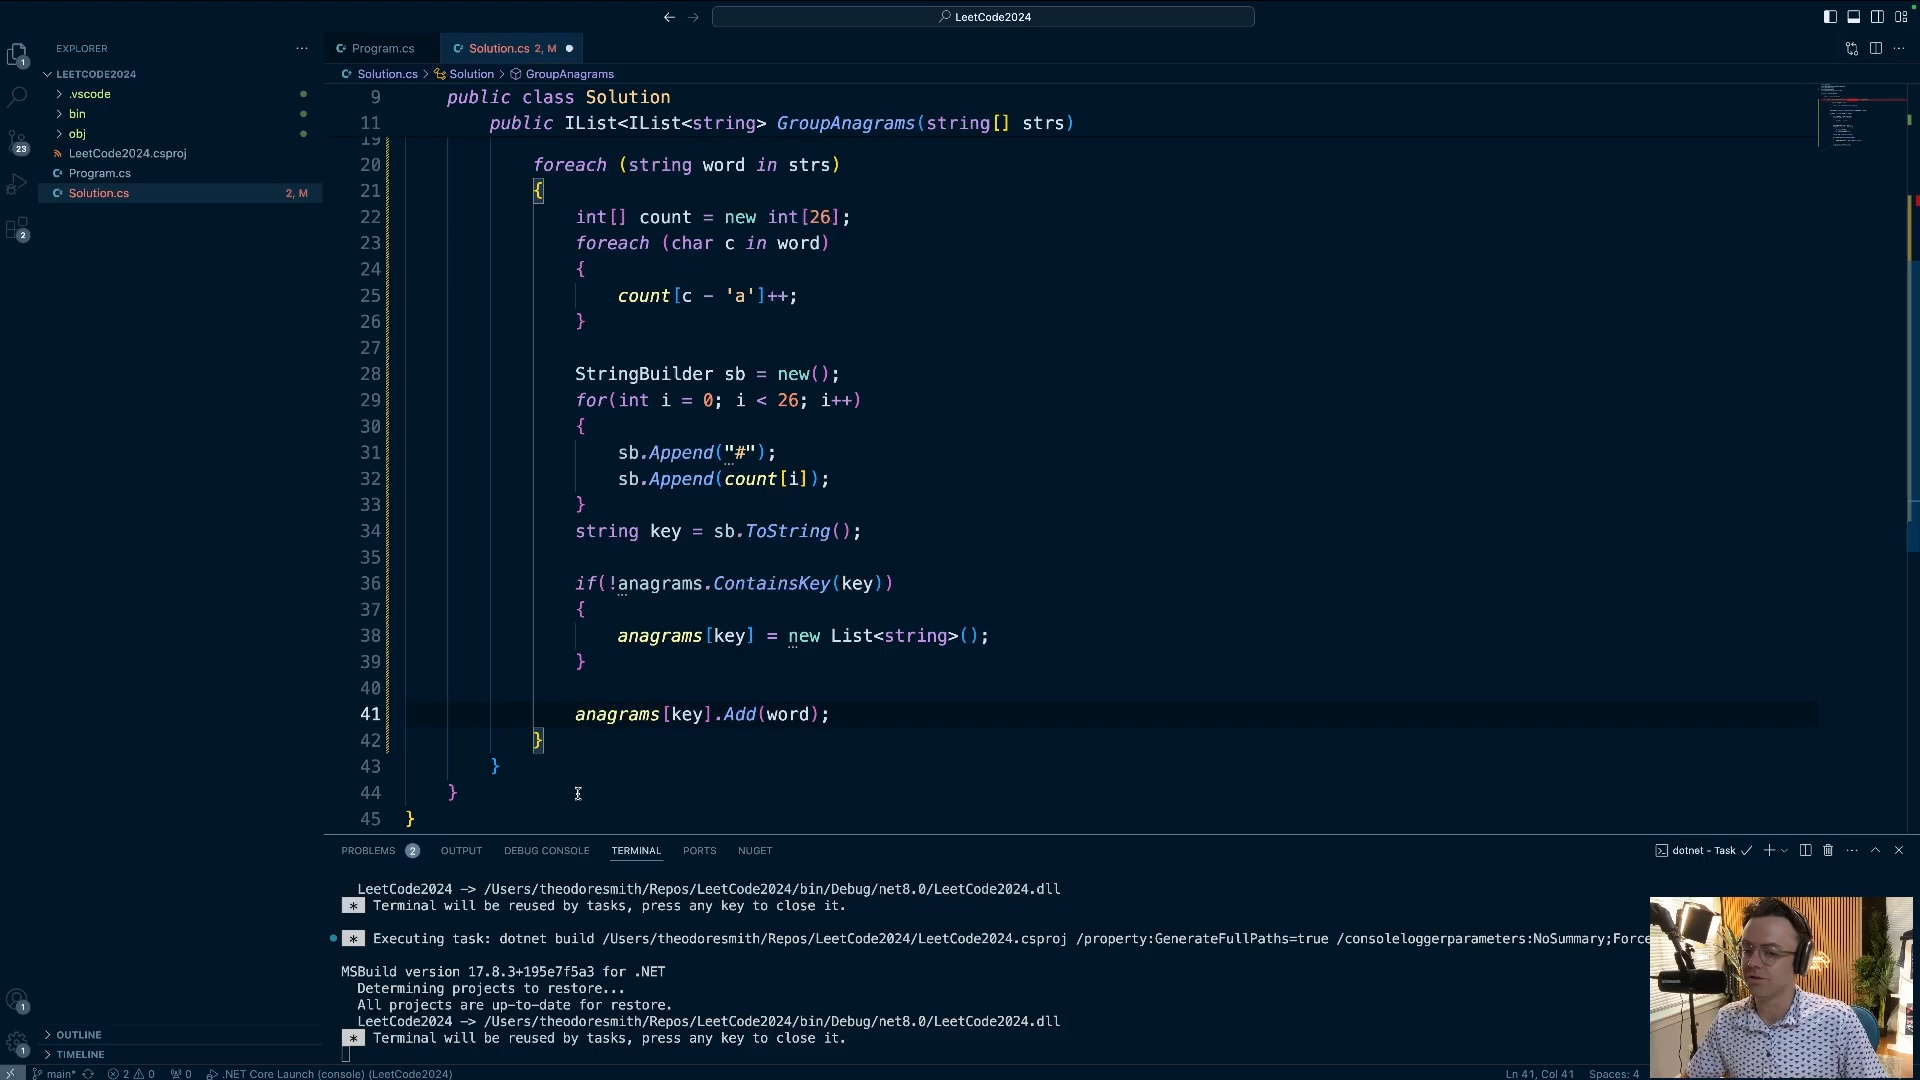 LeetCode2024
EXPLORER
LEETCODE2024
.vscode
bin
obj
LeetCode2024.csproj
Program.cs
Solution.cs 2, M
1
23
2
1
1
Program.cs
Solution.cs 2, M
Solution.cs > Solution > GroupAnagrams
9 public class Solution
11 public IList<IList<string> GroupAnagrams(string[] strs)
19
20 foreach (string word in strs)
21 {
22 int[] count = new int[26];
23 foreach (char c in word)
24 {
25 count[c - 'a']++;
26 }
27
28 StringBuilder sb = new();
29 for(int i = 0; i < 26; i++)
30 {
31 sb.Append("#");
32 sb.Append(count[i]);
33 }
34 string key = sb.ToString();
35
36 if(!anagrams.ContainsKey(key))
37 {
38 anagrams[key] = new List<string>();
39 }
40
41 anagrams[key].Add(word);
42 }
43 }
44 }
45 }
PROBLEMS 2 OUTPUT DEBUG CONSOLE TERMINAL PORTS NUGET
dotnet - Task
LeetCode2024 -> /Users/theodoresmith/Repos/LeetCode2024/bin/Debug/net8.0/LeetCode2024.dll
* Terminal will be reused by tasks, press any key to close it.
* Executing task: dotnet build /Users/theodoresmith/Repos/LeetCode2024/LeetCode2024.csproj /property:GenerateFullPaths=true /consoleloggerparameters:NoSummary;Force
MSBuild version 17.8.3+195e7f5a3 for .NET
Determining projects to restore...
All projects are up-to-date for restore.
LeetCode2024 -> /Users/theodoresmith/Repos/LeetCode2024/bin/Debug/net8.0/LeetCode2024.dll
* Terminal will be reused by tasks, press any key to close it.
OUTLINE
TIMELINE
main* 2 0 0 .NET Core Launch (console) (LeetCode2024)
Ln 41, Col 41 Spaces: 4